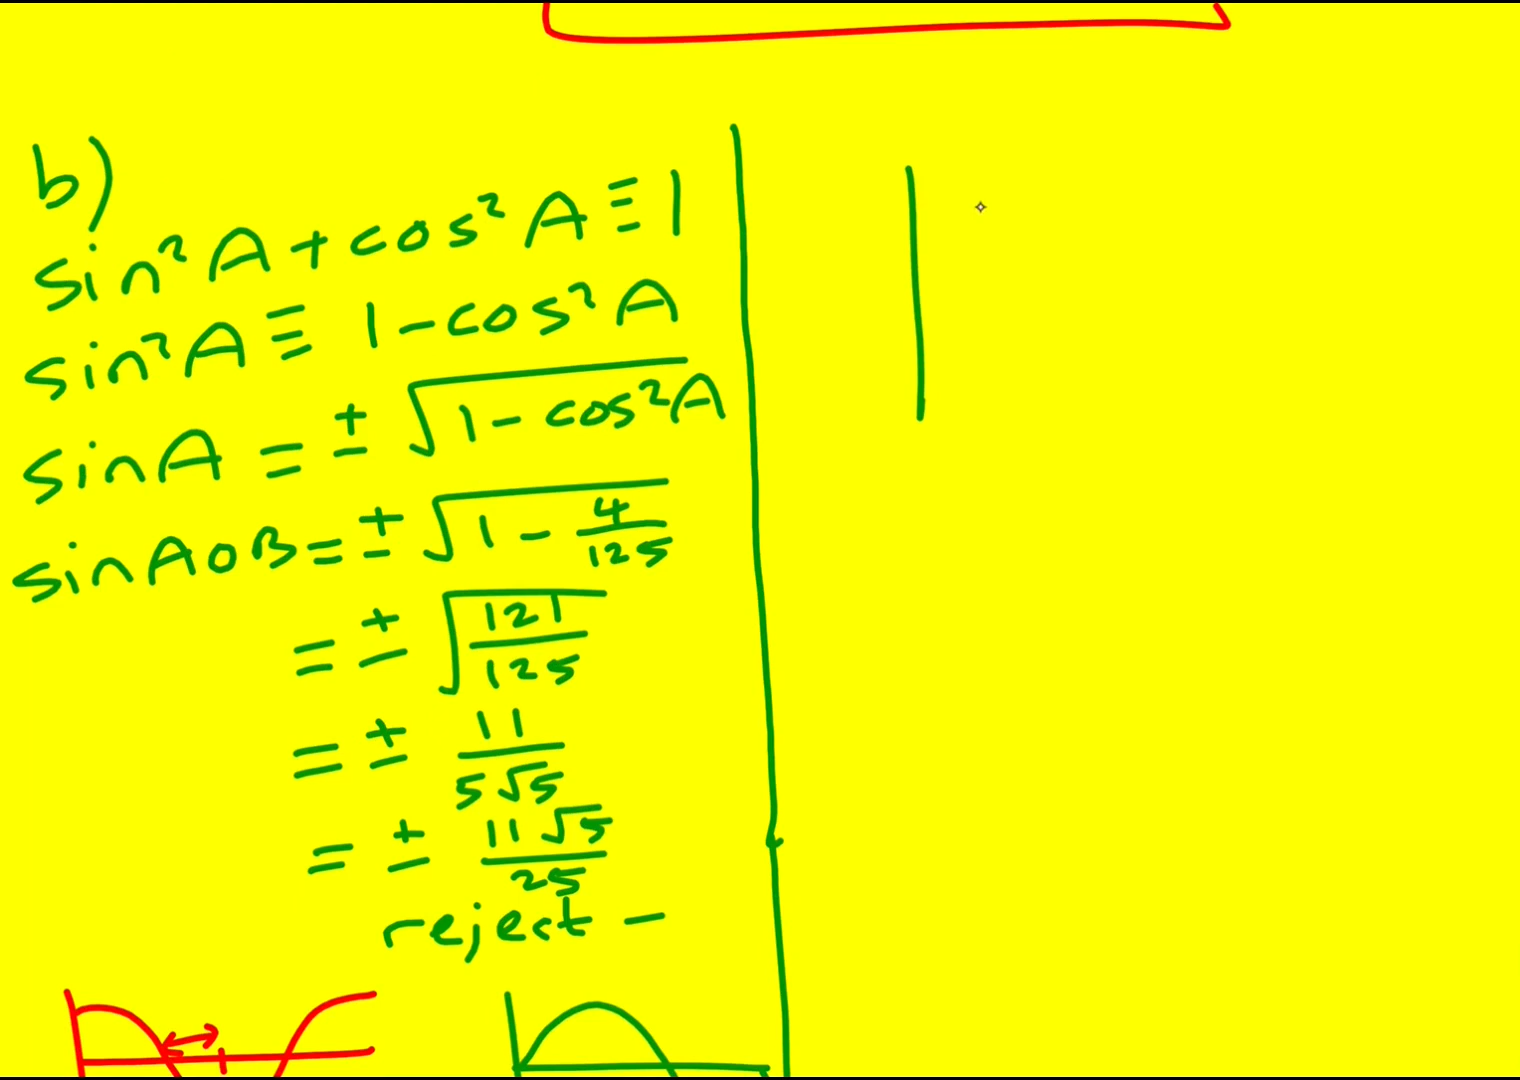 b)
sin²A + cos²A ≡ 1
sin²A ≡ 1 - cos²A
sinA = ± √(1 - cos²A)
sinAOB = ± √(1 - 4/125)
= ± √(121/125)
= ± 11/(5√5)
= ± 11√5/25
reject -